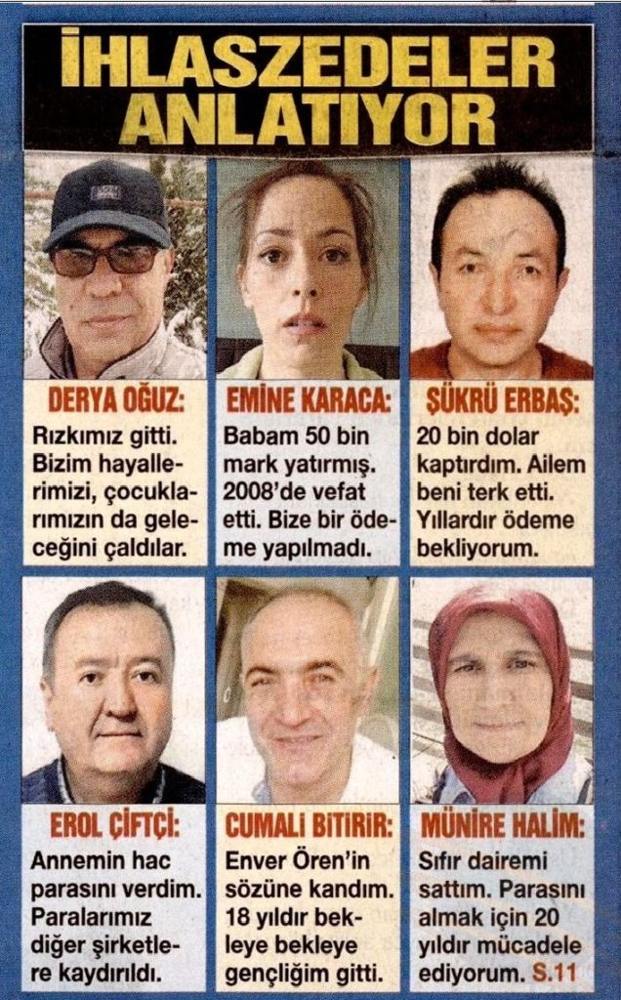 İHLASZEDELER
ANLATIYOR
DERYA OĞUZ:
Rızkımız gitti.
Bizim hayalle-
rimizi, çocukla-
rımızın da gele-
ceğini çaldılar.
EMİNE KARACA:
Babam 50 bin
mark yatırmış.
2008'de vefat
etti. Bize bir öde-
me yapılmadı.
ŞÜKRÜ ERBAŞ:
20 bin dolar
kaptırdım. Ailem
beni terk etti.
Yıllardır ödeme
bekliyorum.
EROL ÇİFTÇİ:
Annemin hac
parasını verdim.
Paralarımız
diğer şirketle-
re kaydırıldı.
CUMALİ BİTİRİR:
Enver Ören'in
sözüne kandım.
18 yıldır bek-
leye bekleye
gençliğim gitti.
MÜNİRE HALİM:
Sıfır dairemi
sattım. Parasını
almak için 20
yıldır mücadele
ediyorum. S.11